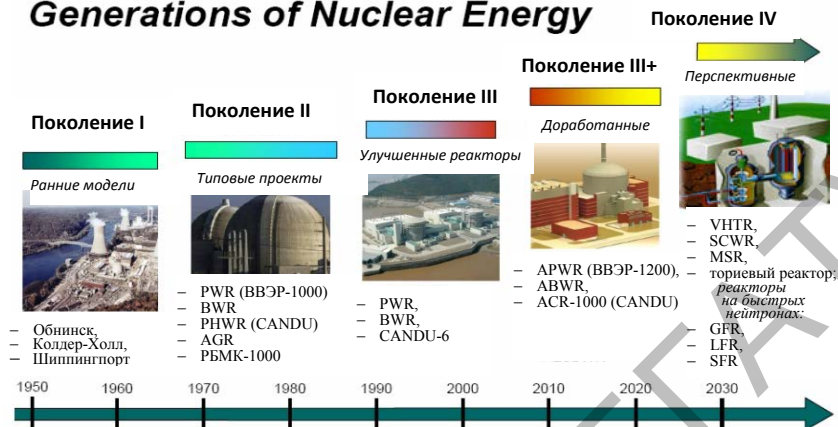 Generations of Nuclear Energy
Поколение I
Ранние модели
– Обнинск,
– Колдер-Холл,
– Шиппингпорт
Поколение II
Типовые проекты
– PWR (ВВЭР-1000)
– BWR
– PHWR (CANDU)
– AGR
– РБМК-1000
Поколение III
Улучшенные реакторы
– PWR,
– BWR,
– CANDU-6
Поколение III+
Доработанные
– APWR (ВВЭР-1200),
– ABWR,
– ACR-1000 (CANDU)
Поколение IV
Перспективные
– VHTR,
– SCWR,
– MSR,
– ториевый реактор;
реакторы
на быстрых
нейтронах:
– GFR,
– LFR,
– SFR
1950 1960 1970 1980 1990 2000 2010 2020 2030